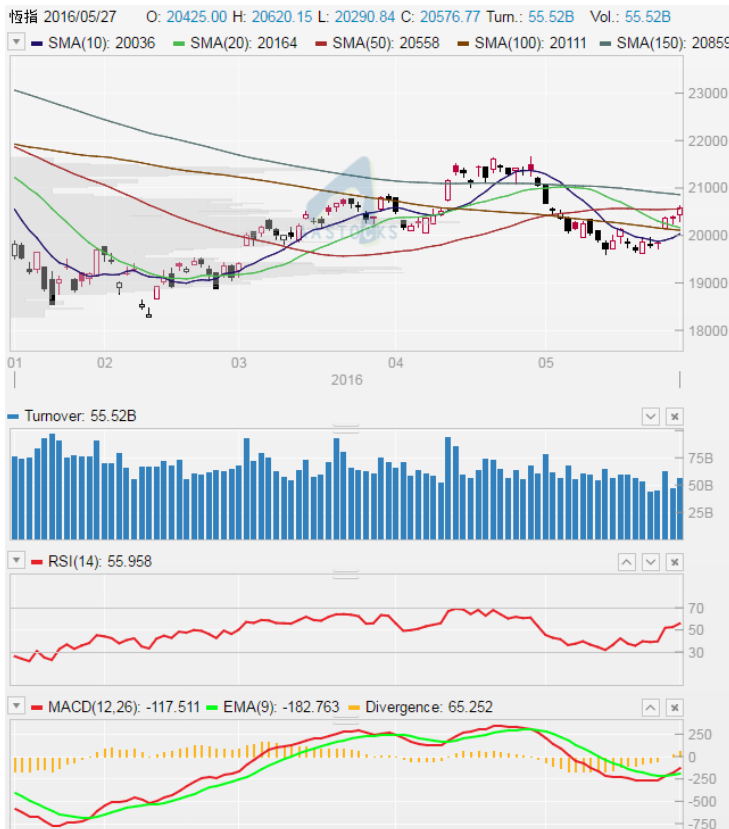 恆指 2016/05/27 O: 20425.00 H: 20620.15 L: 20290.84 C: 20576.77 Turn.: 55.52B Vol.: 55.52B
SMA(10): 20036 SMA(20): 20164 SMA(50): 20558 SMA(100): 20111 SMA(150): 20859
23000
22000
21000
AASTOCKS
20000
19000
18000
01 02 03 04 05
2016
Turnover: 55.52B
75B
50B
25B
RSI(14): 55.958
70
50
30
MACD(12,26): -117.511 EMA(9): -182.763 Divergence: 65.252
250
0
-250
-500
-750